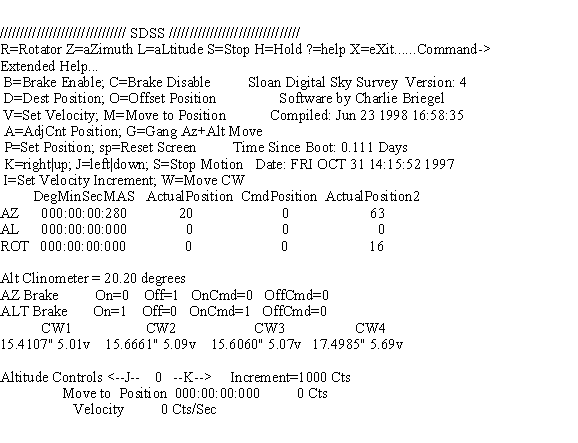 //////////////////////////////// SDSS /////////////////////////////////
R=Rotator Z=aZimuth L=aLtitude S=Stop H=Hold ?=help X=eXit......Command->
Extended Help...
B=Brake Enable; C=Brake Disable Sloan Digital Sky Survey Version: 4
D=Dest Position; O=Offset Position Software by Charlie Briegel
V=Set Velocity; M=Move to Position Compiled: Jun 23 1998 16:58:35
A=AdjCnt Position; G=Gang Az+Alt Move
P=Set Position; sp=Reset Screen Time Since Boot: 0.111 Days
K=right|up; J=left|down; S=Stop Motion Date: FRI OCT 31 14:15:52 1997
I=Set Velocity Increment; W=Move CW
DegMinSecMAS ActualPosition CmdPosition ActualPosition2
AZ 000:00:00:280 20 0 63
AL 000:00:00:000 0 0 0
ROT 000:00:00:000 0 0 16
Alt Clinometer = 20.20 degrees
AZ Brake On=0 Off=1 OnCmd=0 OffCmd=0
ALT Brake On=1 Off=0 OnCmd=1 OffCmd=0
CW1 CW2 CW3 CW4
15.4107" 5.01v 15.6661" 5.09v 15.6060" 5.07v 17.4985" 5.69v
Altitude Controls <--J-- 0 --K--> Increment=1000 Cts
Move to Position 000:00:00:000 0 Cts
Velocity 0 Cts/Sec